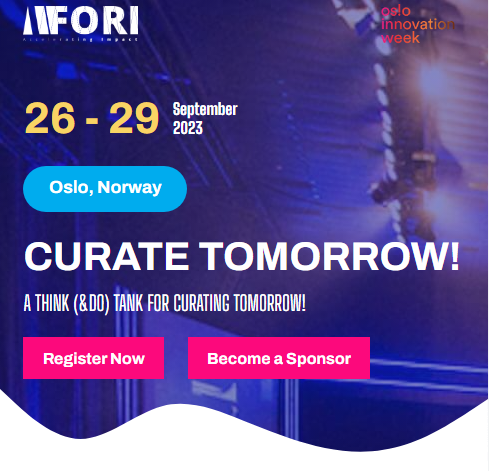 AFORI
Accelerating Impact
oslo
innovation
week
26 - 29
September
2023
Oslo, Norway
CURATE TOMORROW!
A THINK (&DO) TANK FOR CURATING TOMORROW!
Register Now
Become a Sponsor